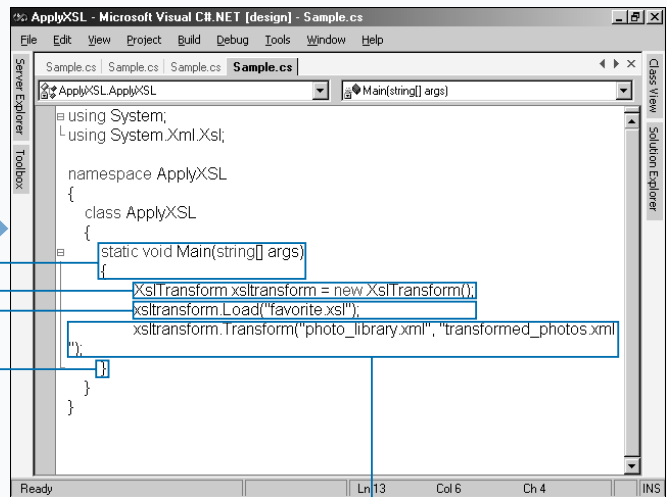 ApplyXSL - Microsoft Visual C#.NET [design] - Sample.cs
File Edit View Project Build Debug Tools Window Help
Sample.cs Sample.cs Sample.cs Sample.cs
ApplyXSL.ApplyXSL Main(string[] args)
Server Explorer
Toolbox
Class View
Solution Explorer
using System;
using System.Xml.Xsl;
namespace ApplyXSL
{
class ApplyXSL
{
static void Main(string[] args)
{
XslTransform xsltransform = new XslTransform();
xsltransform.Load("favorite.xsl");
xsltransform.Transform("photo_library.xml", "transformed_photos.xml
");
}
}
}
Ready Ln 13 Col 6 Ch 4 INS